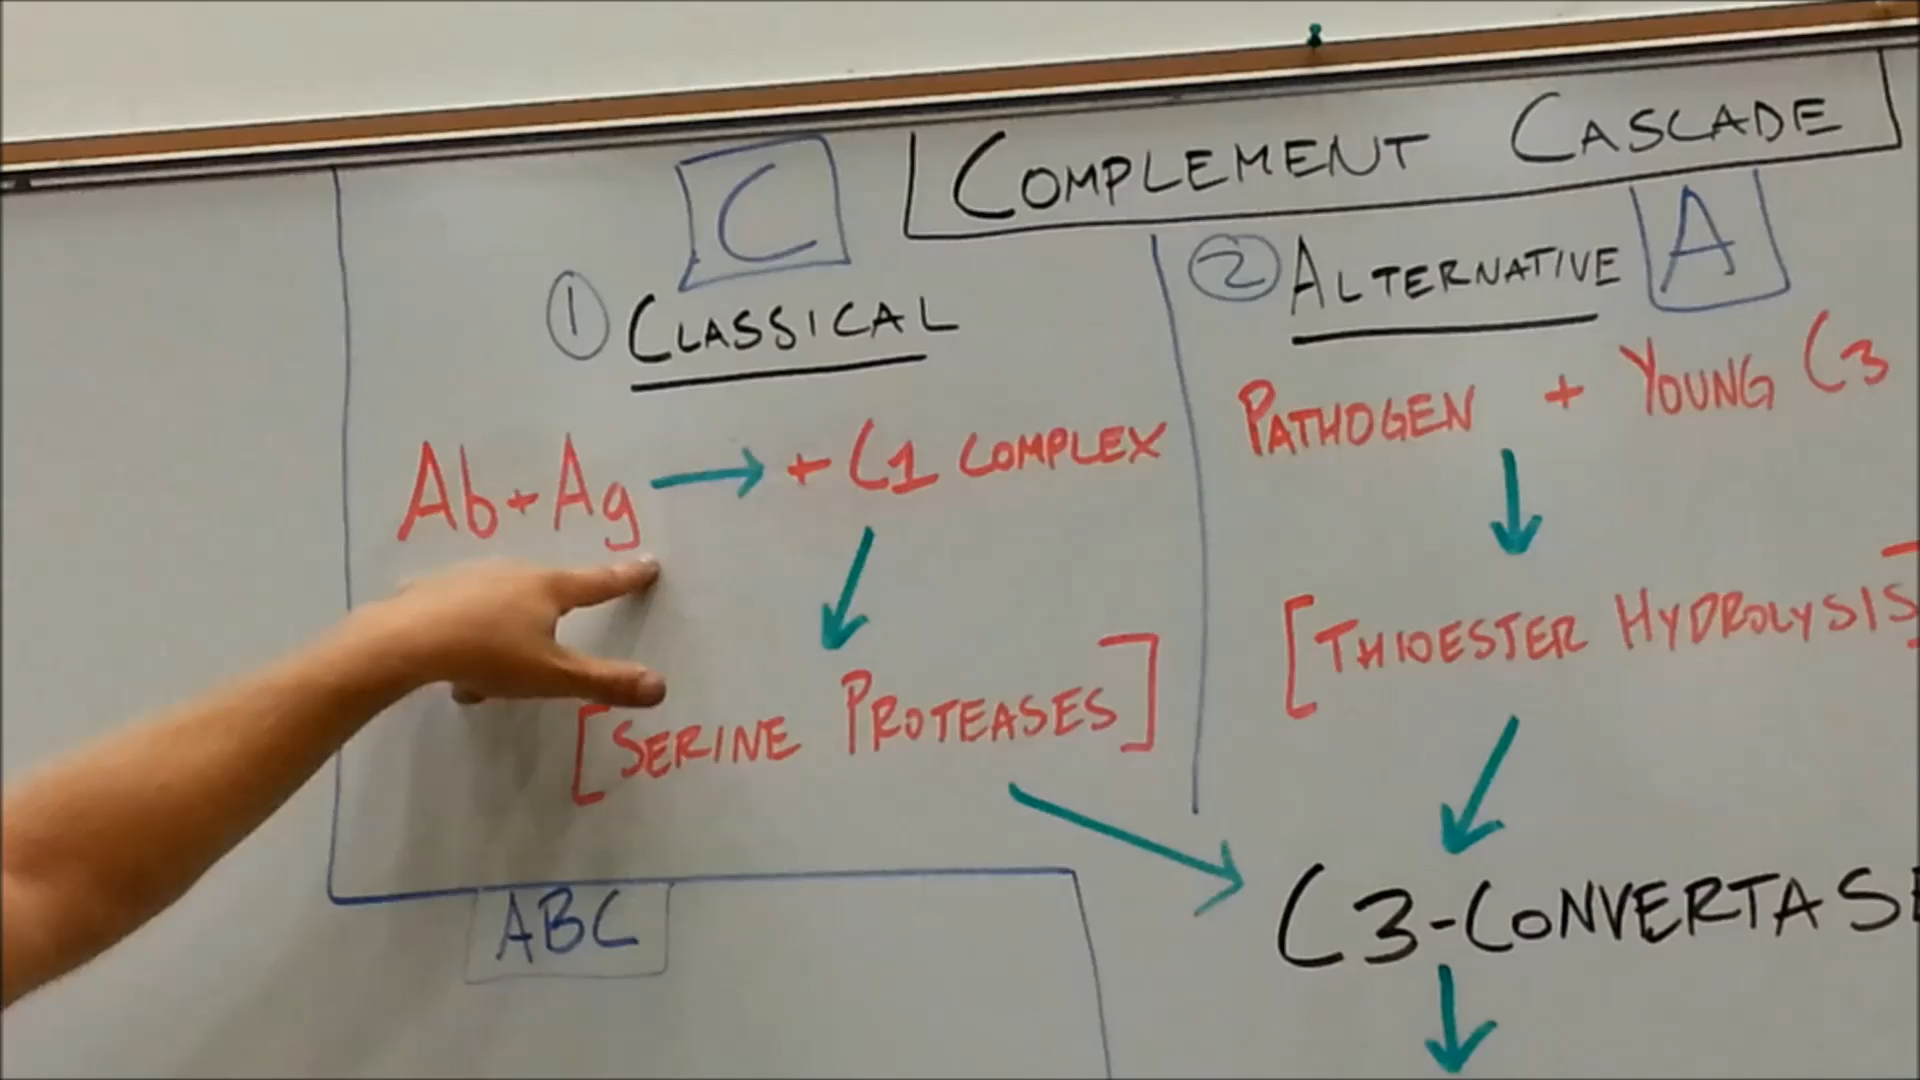 COMPLEMENT CASCADE
C
1 CLASSICAL
Ab + Ag → + C1 COMPLEX
[SERINE PROTEASES]
ABC
2 ALTERNATIVE
A
PATHOGEN + YOUNG C3
[THIOESTER HYDROLYSIS]
C3-CONVERTASE